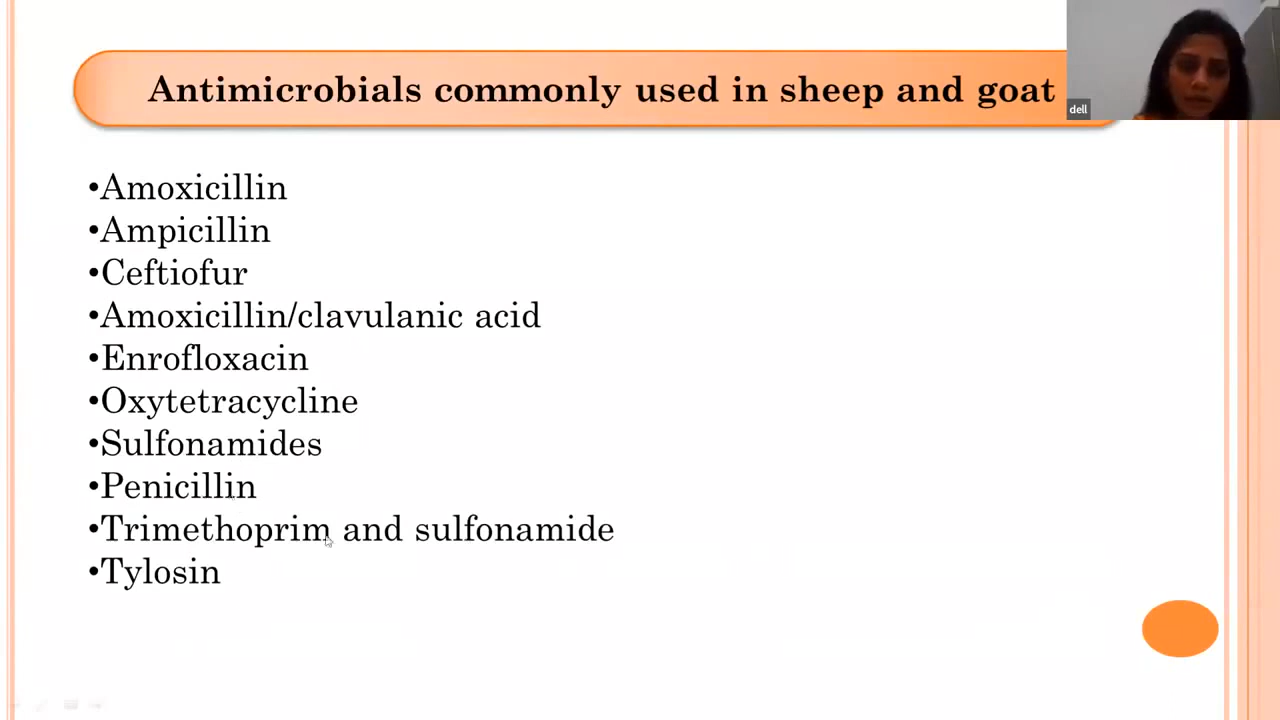 Antimicrobials commonly used in sheep and goat
dell
•Amoxicillin
•Ampicillin
•Ceftiofur
•Amoxicillin/clavulanic acid
•Enrofloxacin
•Oxytetracycline
•Sulfonamides
•Penicillin
•Trimethoprim and sulfonamide
•Tylosin